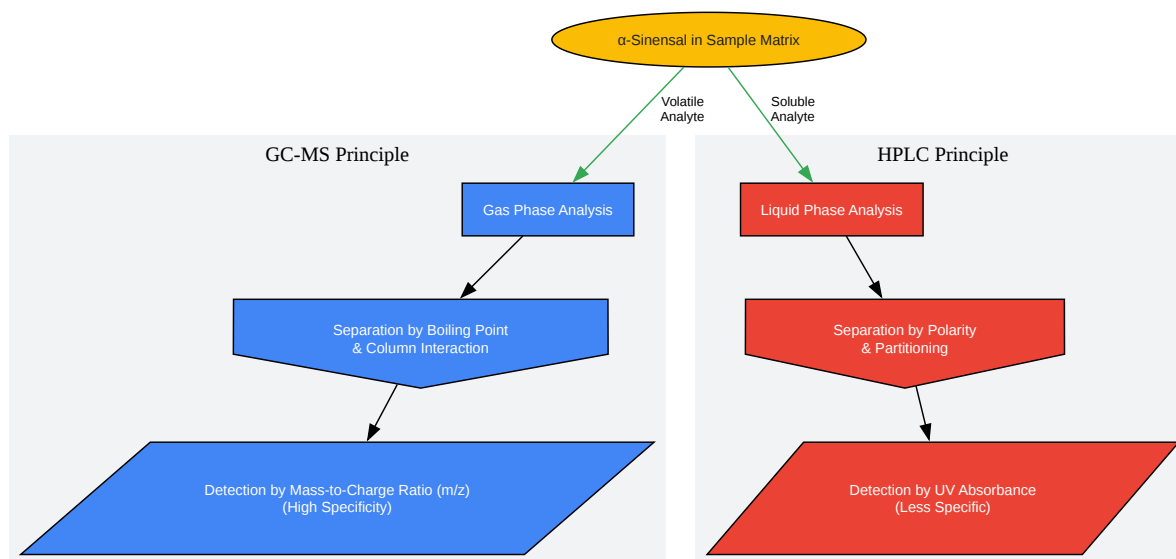 α-Sinensal in Sample Matrix
Volatile
Analyte
Soluble
Analyte
GC-MS Principle
HPLC Principle
Gas Phase Analysis
Liquid Phase Analysis
Separation by Boiling Point
& Column Interaction
Separation by Polarity
& Partitioning
Detection by Mass-to-Charge Ratio (m/z)
(High Specificity)
Detection by UV Absorbance
(Less Specific)